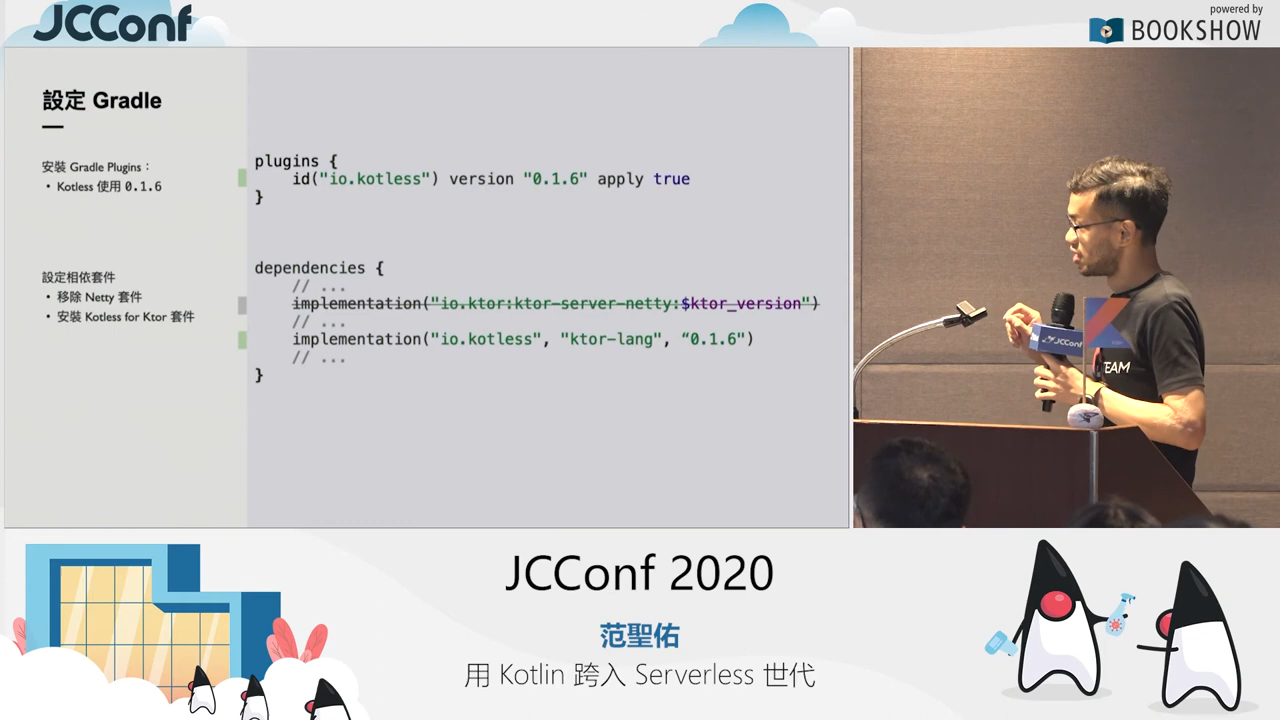 JCConf
powered by
BOOKSHOW
設定 Gradle
安裝 Gradle Plugins：
• Kotless 使用 0.1.6
plugins {
id("io.kotless") version "0.1.6" apply true
}
設定相依套件
• 移除 Netty 套件
• 安裝 Kotless for Ktor 套件
dependencies {
// ...
implementation("io.ktor:ktor-server-netty:$ktor_version")
// ...
implementation("io.kotless", "ktor-lang", “0.1.6")
// ...
}
JCConf
TEAM
JCConf 2020
范聖佑
用 Kotlin 跨入 Serverless 世代